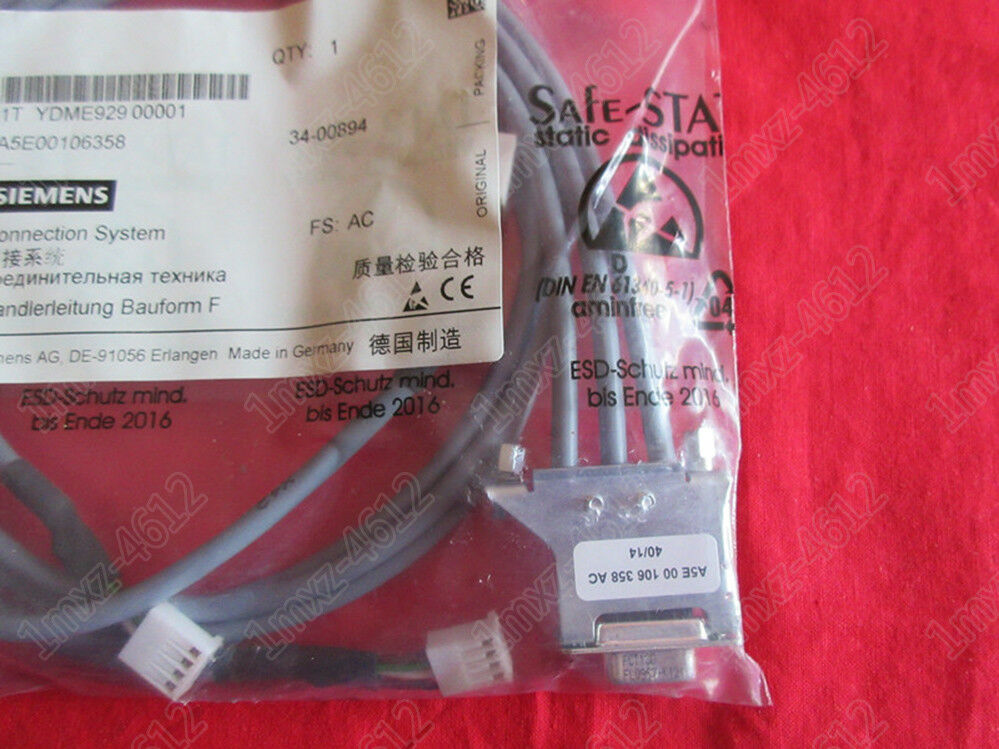 QTY: 1
1T YDME929 00001
A5E00106358
34-00894
PACKING
ORIGINAL
SIEMENS
onnection System
FS: AC
接系统
质量检验合格
единительная техника
andlerleitung Bauform F
CE
mens AG, DE-91056 Erlangen Made in Germany 德国制造
Safe-STA
static dissipati
(DIN EN 61340-5-1)
aminfree
04
ESD-Schutz mind.
bis Ende 2016
ESD-Schutz mind.
bis Ende 2016
ESD-Schutz mind.
bis Ende 2016
A5E 00 106 358 AC
40/14
1mxz-4612